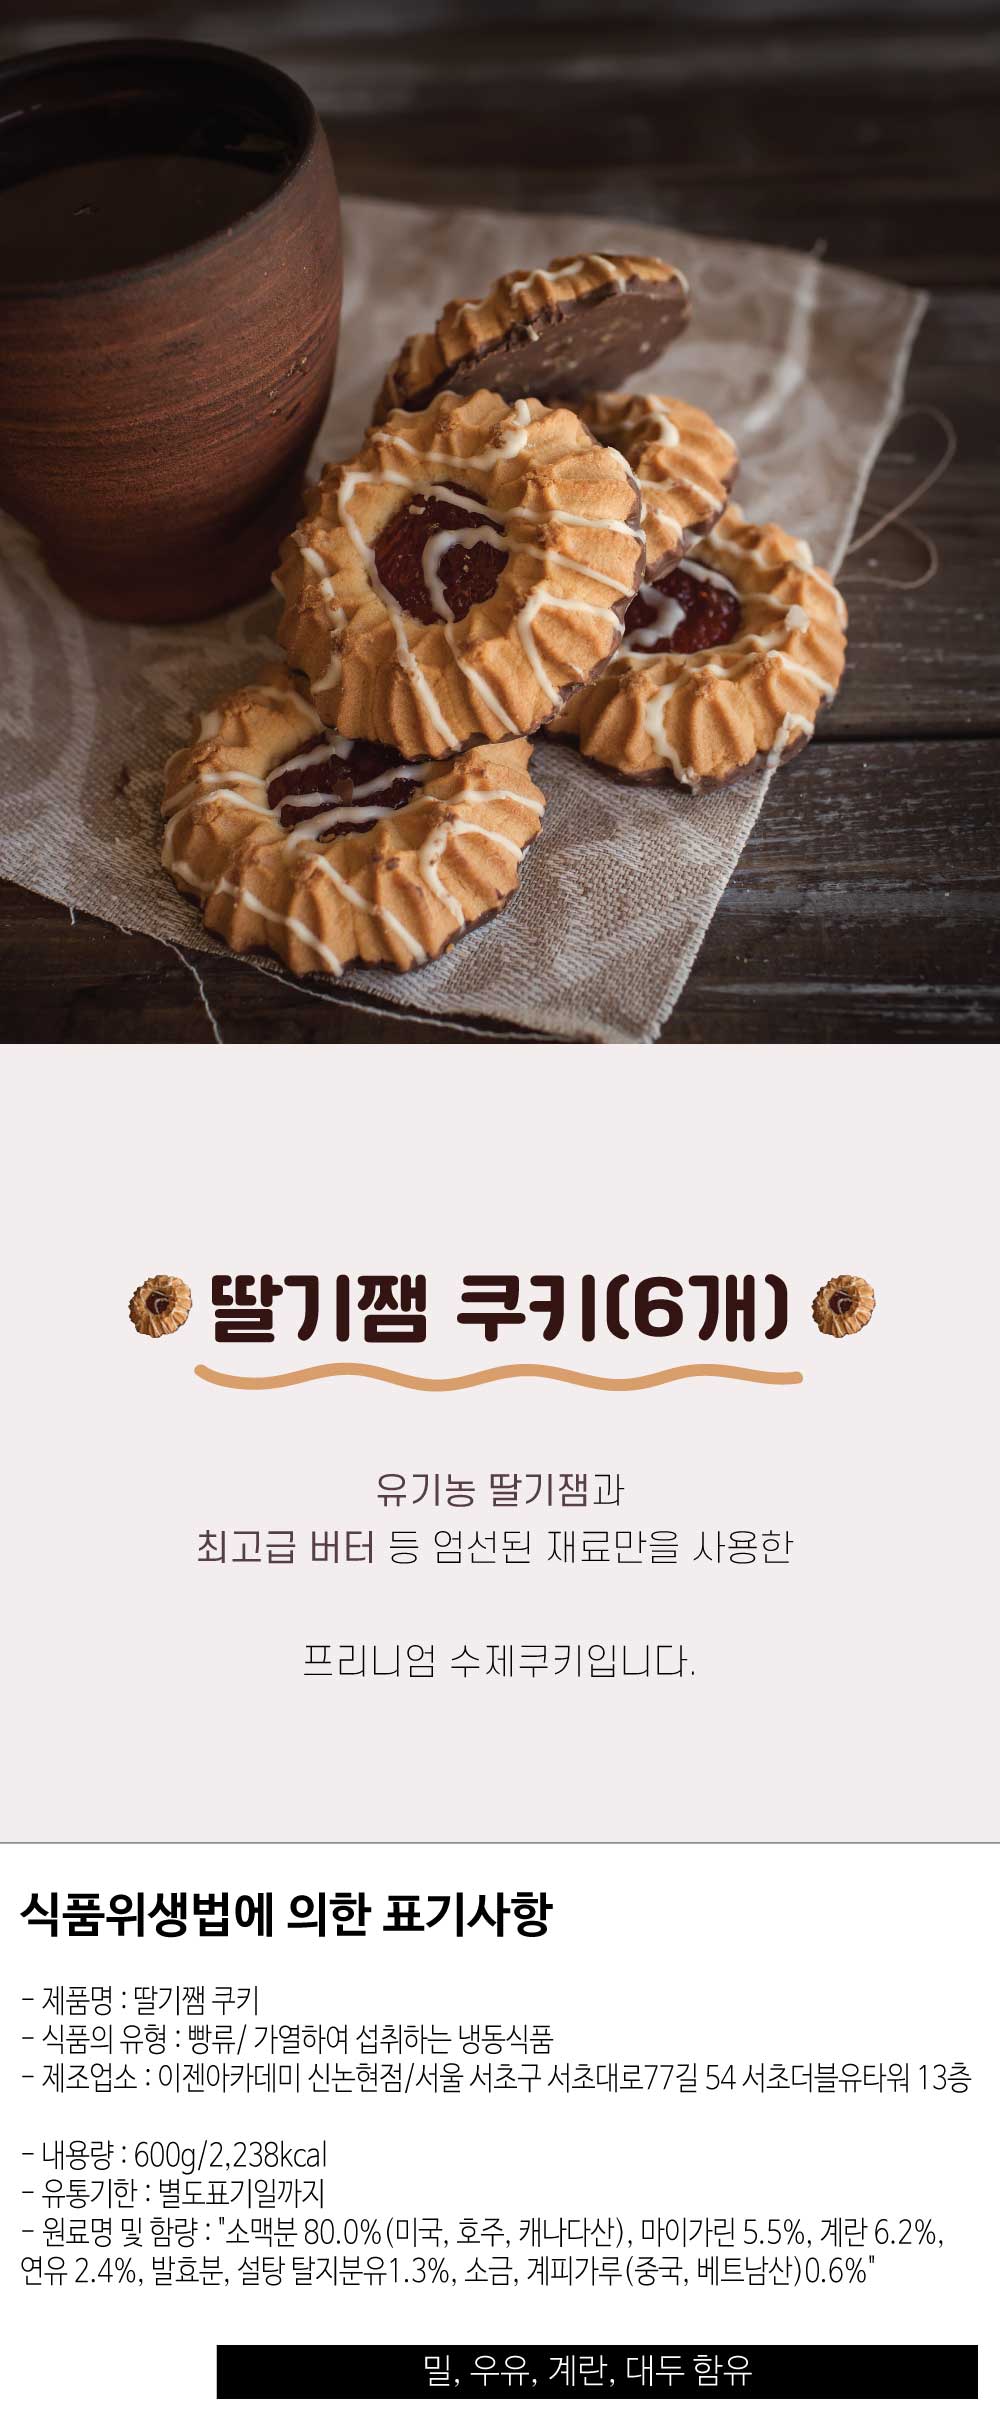 딸기쨈 쿠키(6개)
유기농 딸기잼과
최고급 버터 등 엄선된 재료만을 사용한
프리니엄 수제쿠키입니다.
식품위생법에 의한 표기사항
- 제품명 : 딸기쨈 쿠키
- 식품의 유형 : 빵류/ 가열하여 섭취하는 냉동식품
- 제조업소 : 이젠아카데미 신논현점/서울 서초구 서초대로77길 54 서초더블유타워 13층
- 내용량 : 600g/2,238kcal
- 유통기한 : 별도표기일까지
- 원료명 및 함량 : "소맥분 80.0%(미국, 호주, 캐나다산), 마이가린 5.5%, 계란 6.2%,
연유 2.4%, 발효분, 설탕 탈지분유1.3%, 소금, 계피가루(중국, 베트남산)0.6%"
밀, 우유, 계란, 대두 함유